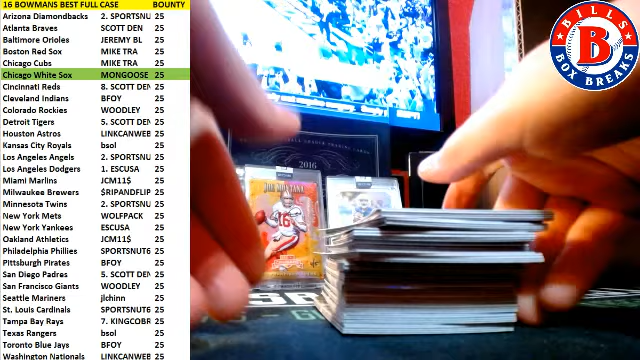 16 BOWMANS BEST FULL CASE BOUNTY
Arizona Diamondbacks 2. SPORTSNU 25
Atlanta Braves SCOTT DEN 25
Baltimore Orioles JEREMY BL 25
Boston Red Sox MIKE TRA 25
Chicago Cubs MIKE TRA 25
Chicago White Sox MONGOOSE 25
Cincinnati Reds 8. SCOTT DEN 25
Cleveland Indians BFOY 25
Colorado Rockies WOODLEY 25
Detroit Tigers 5. SCOTT DEN 25
Houston Astros LINKCANWEB 25
Kansas City Royals bsol 25
Los Angeles Angels 2. SPORTSNU 25
Los Angeles Dodgers 1. ESCUSA 25
Miami Marlins JCM11$ 25
Milwaukee Brewers $RIPANDFLIP 25
Minnesota Twins 2. SPORTSNU 25
New York Mets WOLFPACK 25
New York Yankees ESCUSA 25
Oakland Athletics JCM11$ 25
Philadelphia Phillies SPORTSNUT6 25
Pittsburgh Pirates BFOY 25
San Diego Padres 5. SCOTT DEN 25
San Francisco Giants WOODLEY 25
Seattle Mariners jlchinn 25
St. Louis Cardinals SPORTSNUT6 25
Tampa Bay Rays 7. KINGCOBR 25
Texas Rangers bsol 25
Toronto Blue Jays BFOY 25
Washington Nationals LINKCANWEB 25
BILLS
B
BOX BREAKS
ESPN
2016
JOE MONTANA
16